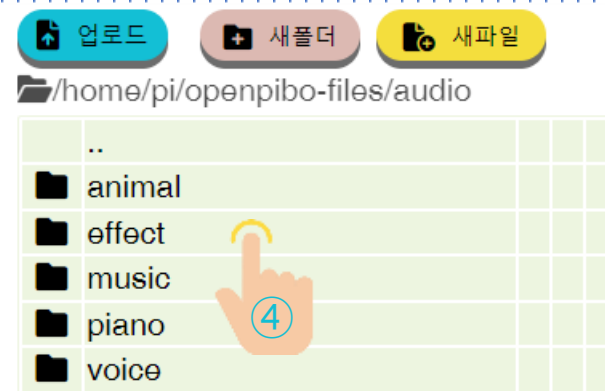 업로드 새폴더 새파일
/home/pi/openpibo-files/audio
..
animal
effect
music
piano
④
voice